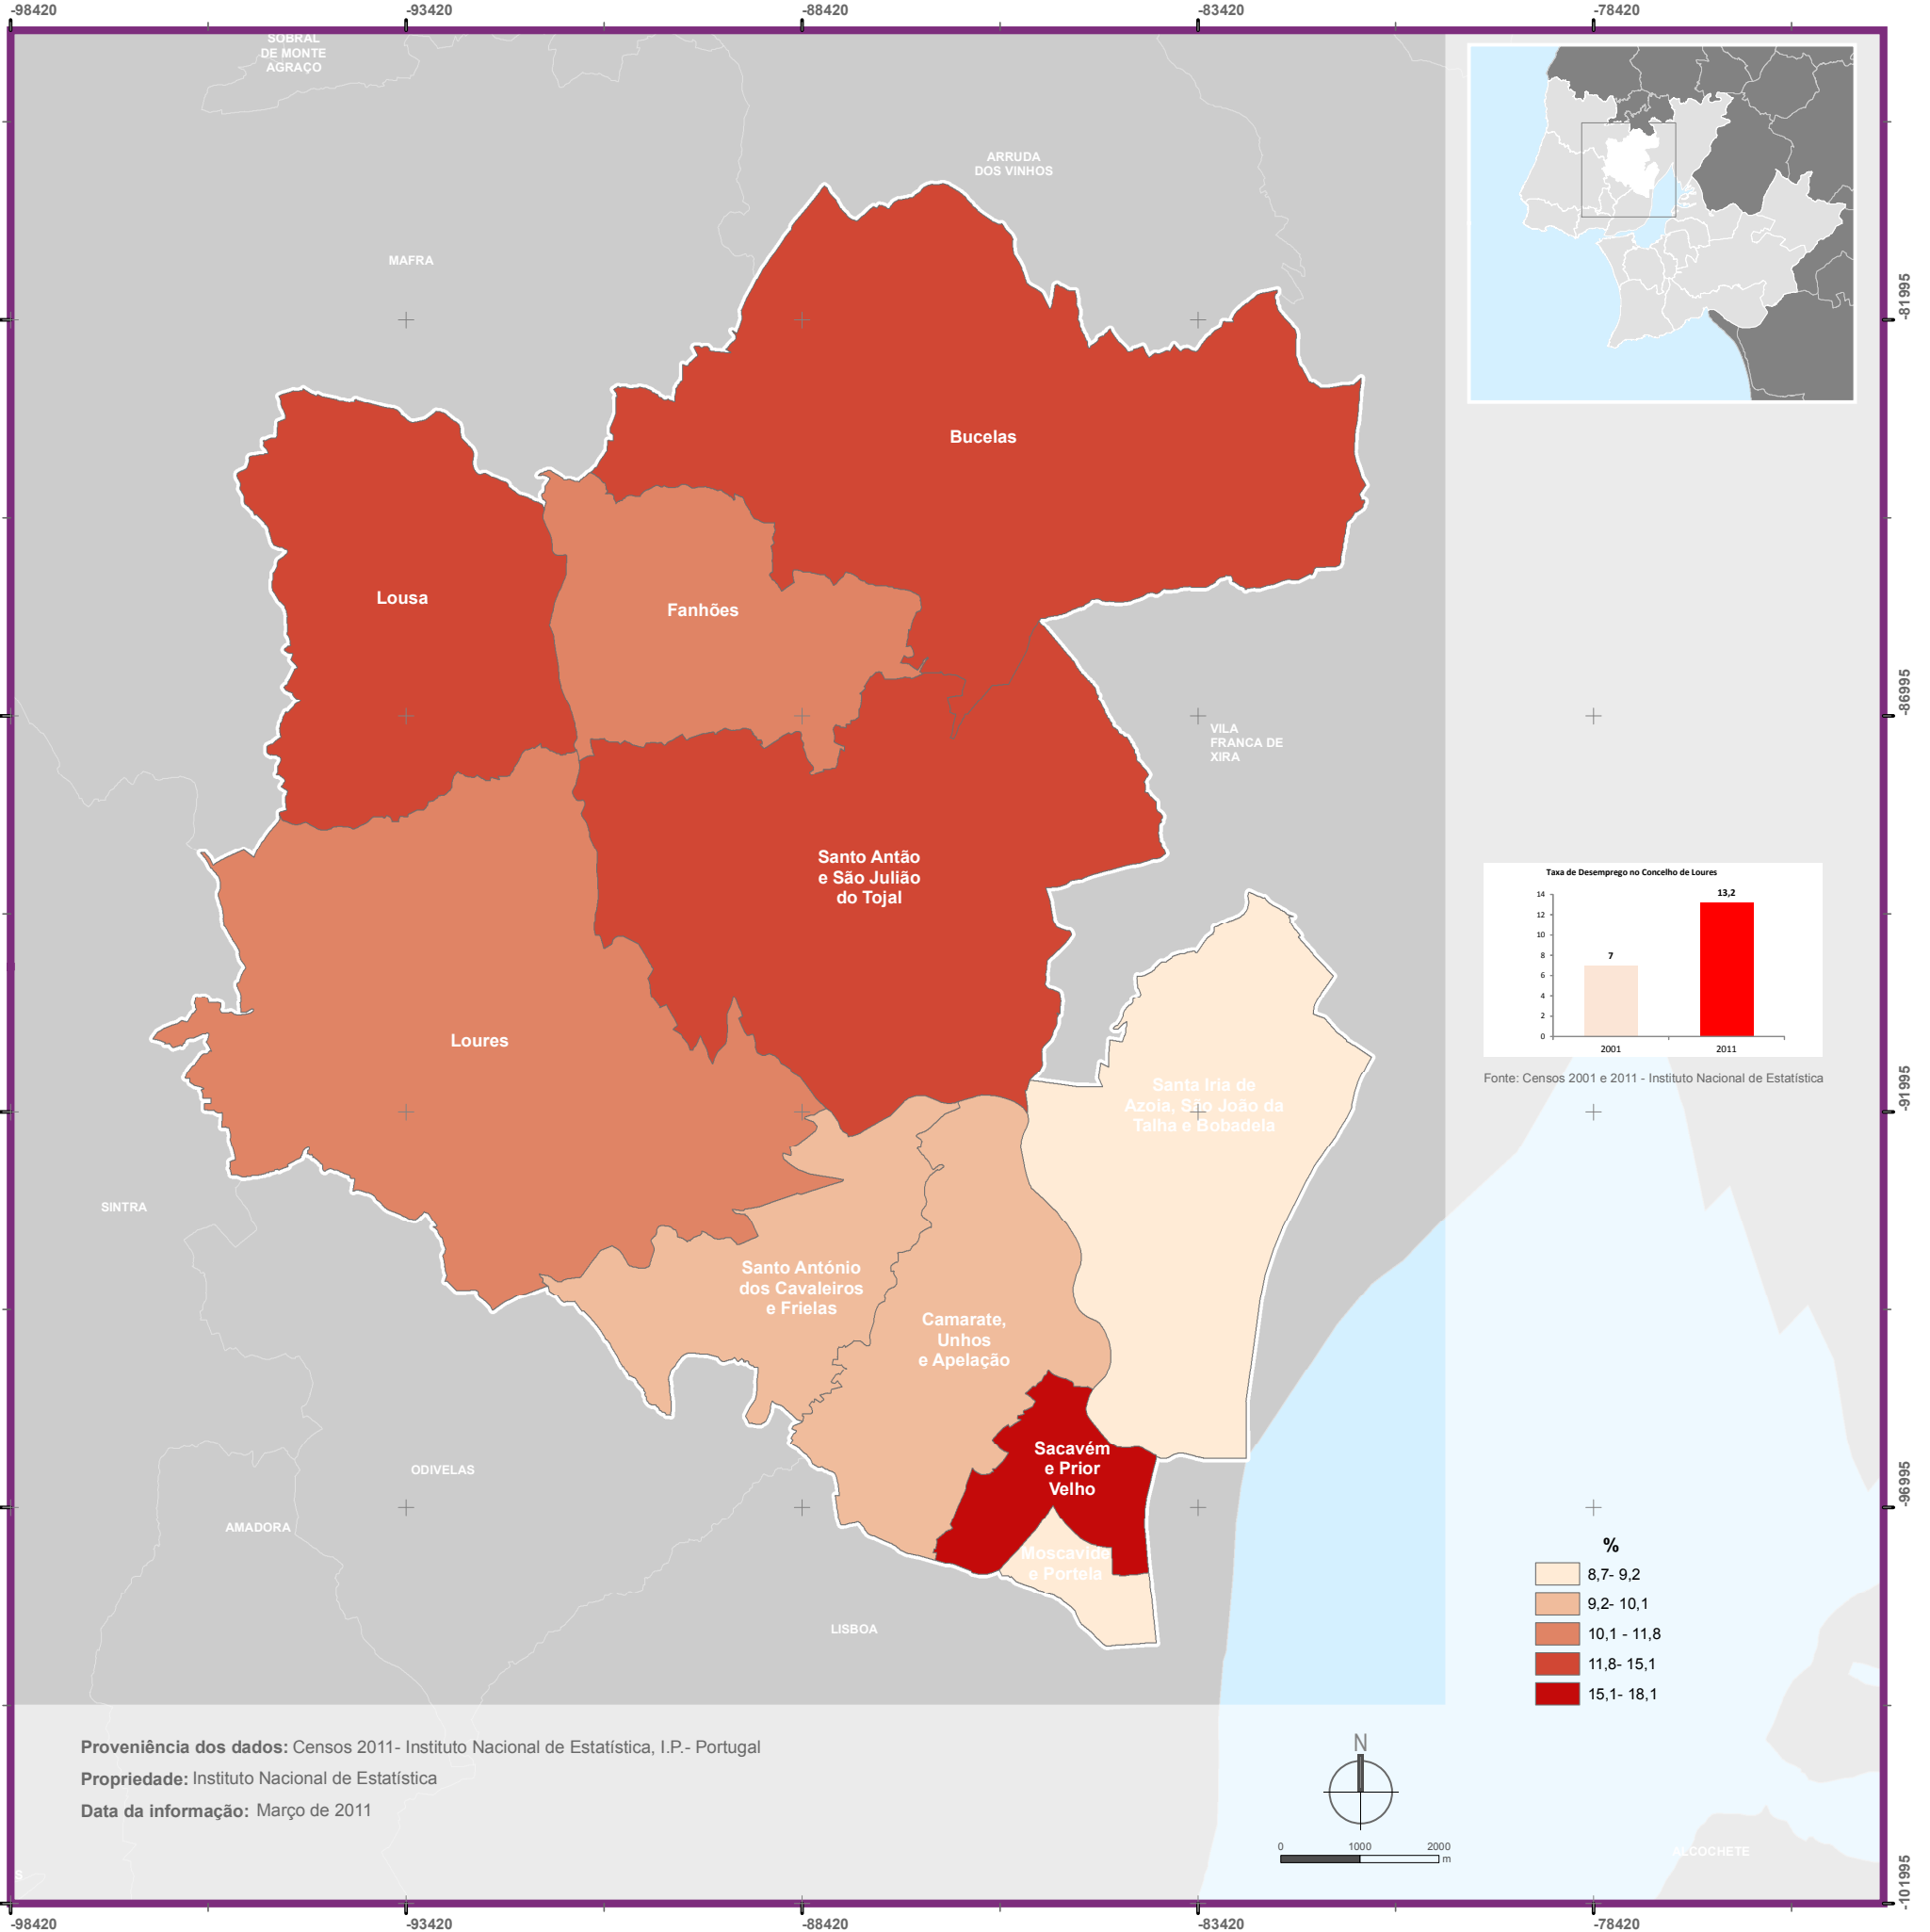 -98420
-93420
-88420
-83420
-78420
SOBRAL
DE MONTE
AGRAÇO
ARRUDA
DOS VINHOS
MAFRA
-81995
Bucelas
Lousa
Fanhões
-86995
VILA
FRANCA DE
XIRA
Santo Antão
e São Julião
do Tojal
Taxa de Desemprego no Concelho de Loures
14
12
10
8
6
4
2
0
7
13,2
2001
2011
Fonte: Censos 2001 e 2011 - Instituto Nacional de Estatística
Loures
Santa Iria de
Azoia, São João da
Talha e Bobadela
-91995
SINTRA
Santo António
dos Cavaleiros
e Frielas
Camarate,
Unhos
e Apelação
Sacavém
e Prior
Velho
ODIVELAS
-96995
AMADORA
Moscavide
e Portela
LISBOA
%
8,7- 9,2
9,2- 10,1
10,1 - 11,8
11,8- 15,1
15,1- 18,1
Proveniência dos dados: Censos 2011- Instituto Nacional de Estatística, I.P.- Portugal
Propriedade: Instituto Nacional de Estatística
Data da informação: Março de 2011
N
0 1000 2000
m
ALCOCHETE
S
-101995
-98420
-93420
-88420
-83420
-78420